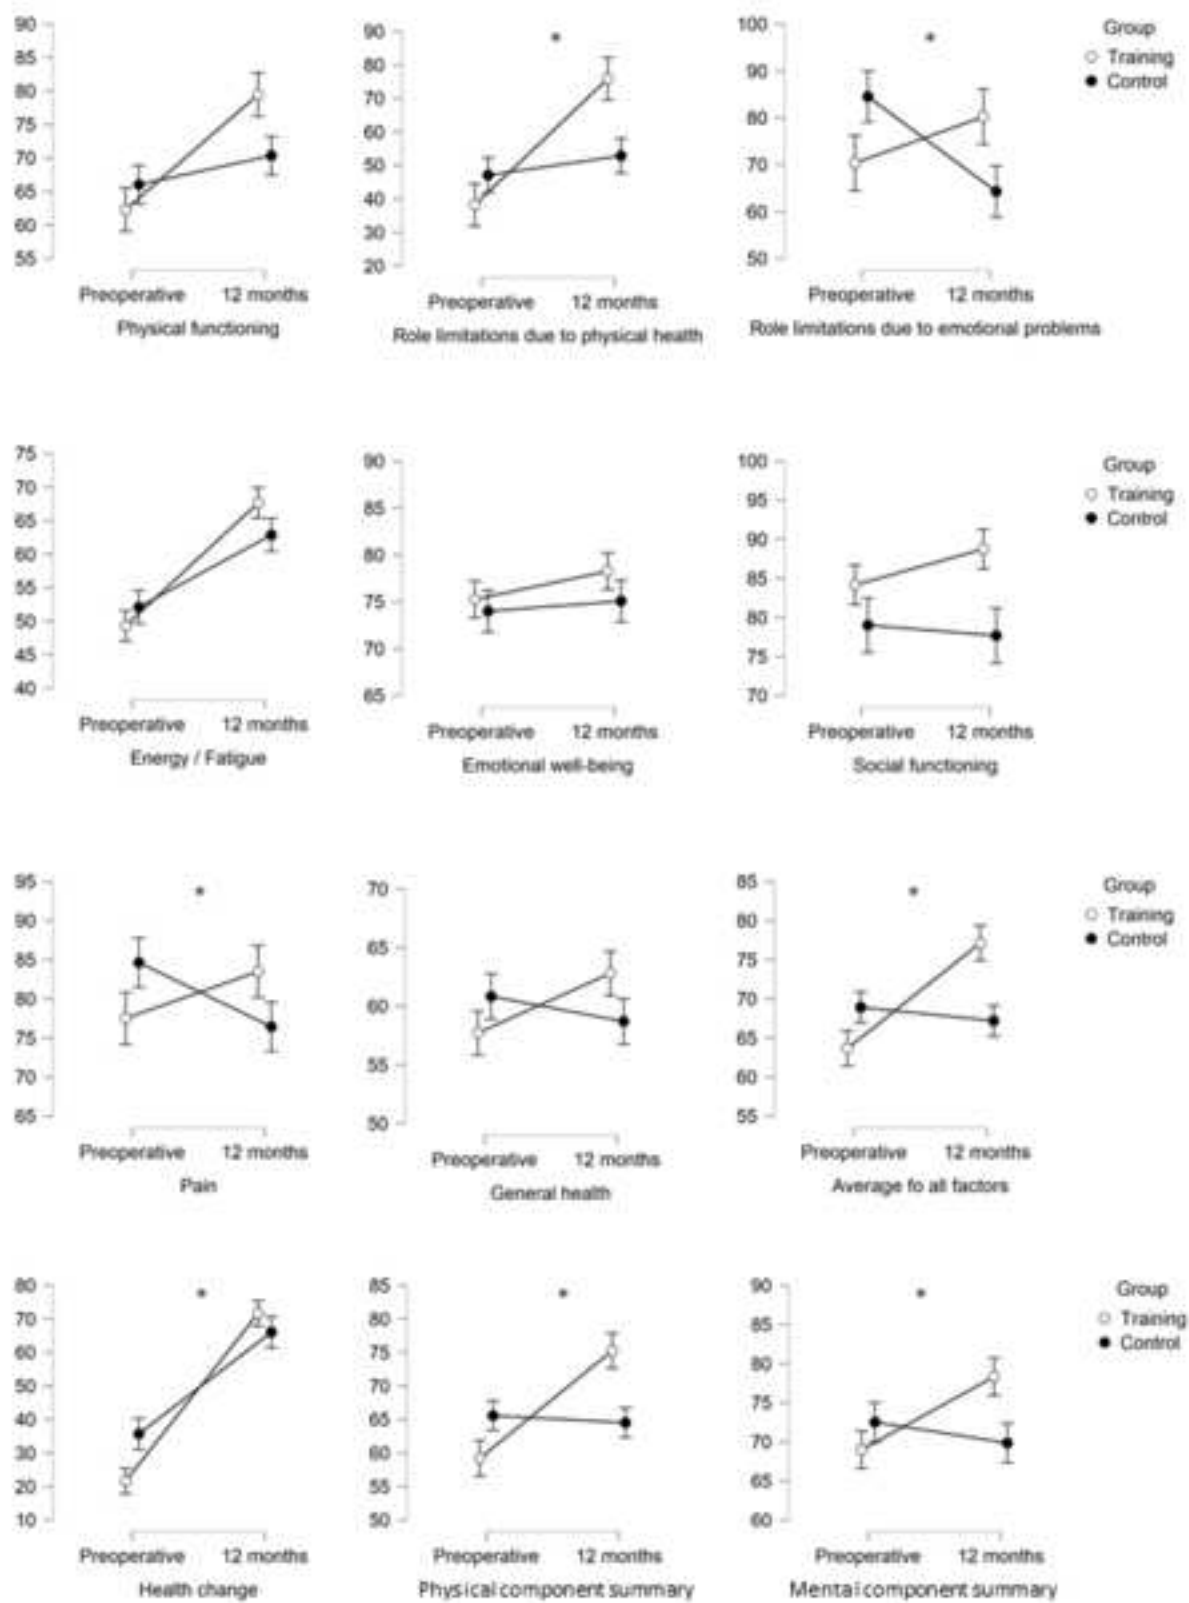 90
85
80
75
70
65
60
55
Preoperative 12 months
Physical functioning
*
90
80
70
60
50
40
30
20
Preoperative 12 months
Role limitations due to physical health
*
100
90
80
70
60
50
Preoperative 12 months
Role limitations due to emotional problems
Group
Training
Control
75
70
65
60
55
50
45
40
Preoperative 12 months
Energy / Fatigue
90
85
80
75
70
65
Preoperative 12 months
Emotional well-being
100
95
90
85
80
75
70
Preoperative 12 months
Social functioning
Group
Training
Control
*
95
90
85
80
75
70
65
Preoperative 12 months
Pain
70
65
60
55
50
Preoperative 12 months
General health
*
85
80
75
70
65
60
55
Preoperative 12 months
Average fo all factors
Group
Training
Control
*
80
70
60
50
40
30
20
10
Preoperative 12 months
Health change
*
85
80
75
70
65
60
55
50
Preoperative 12 months
Physical component summary
*
90
85
80
75
70
65
60
Preoperative 12 months
Mental component summary
Group
Training
Control